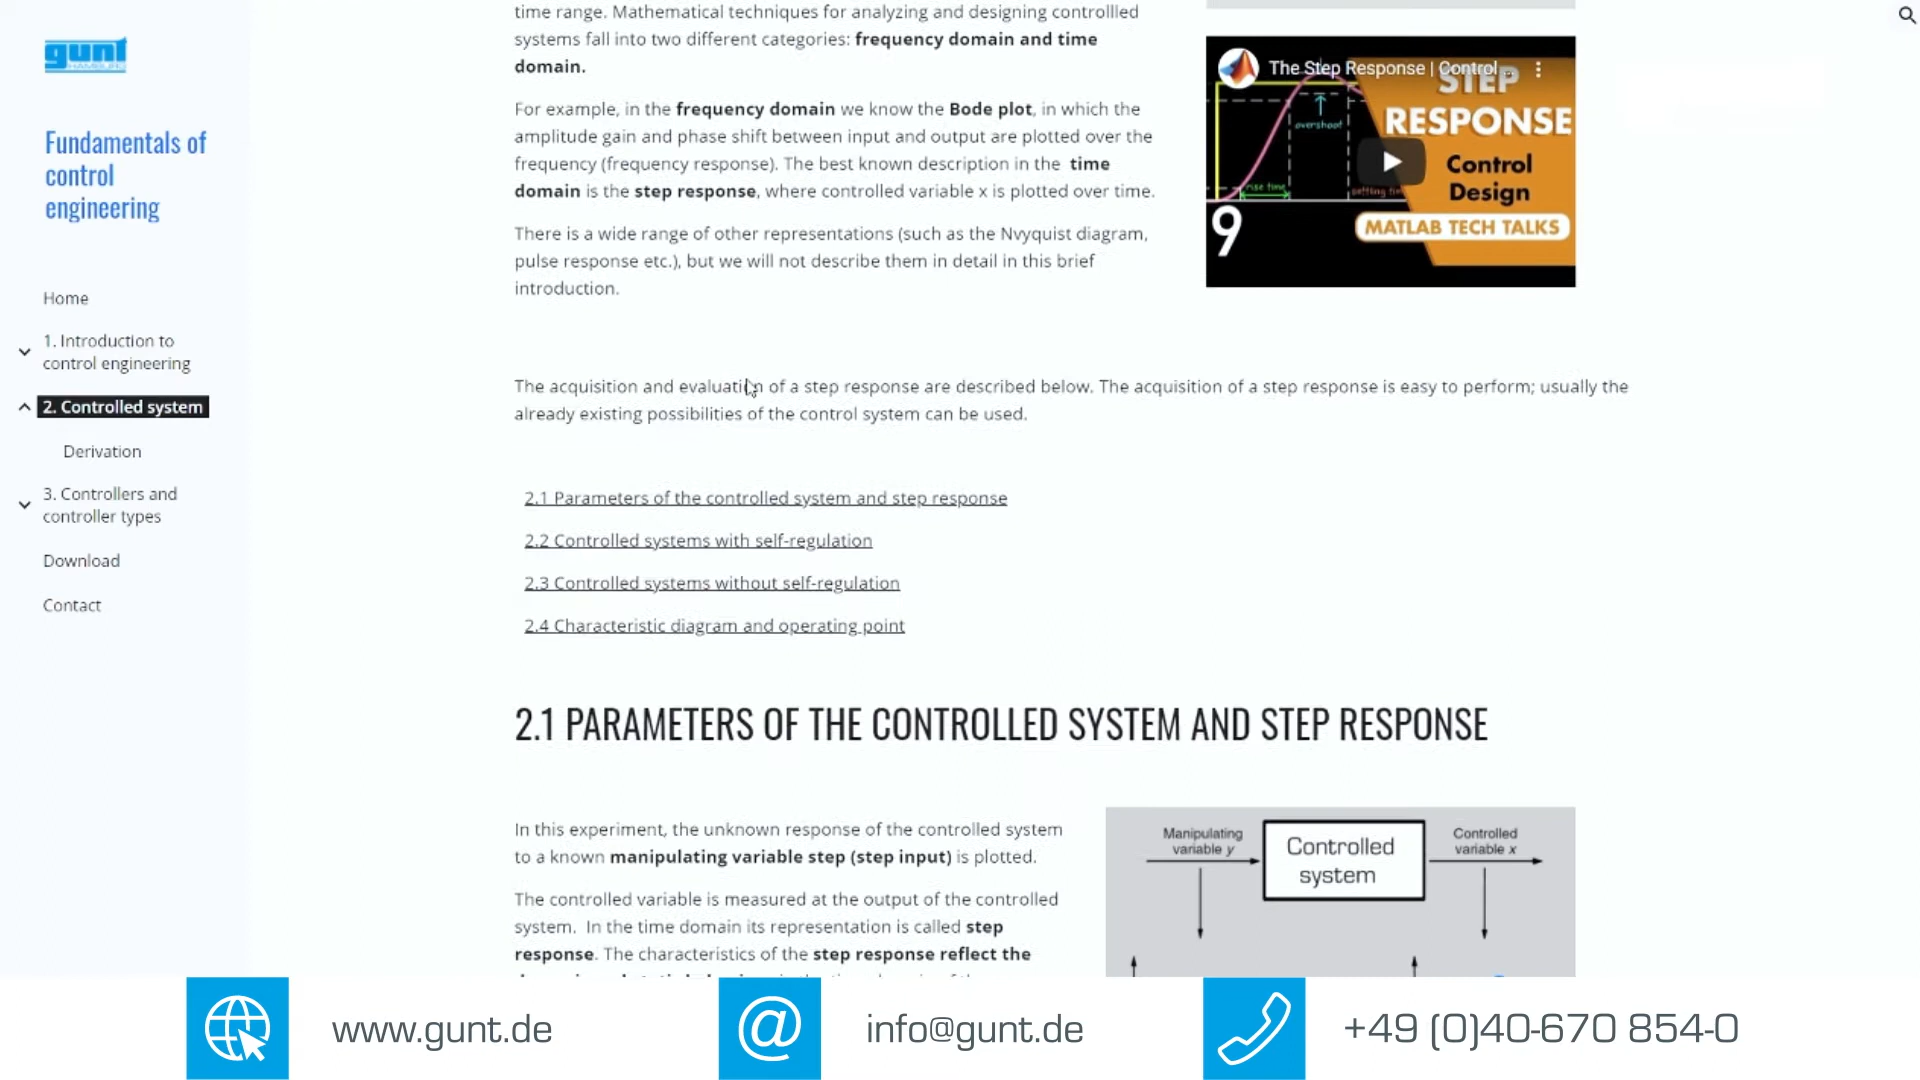 gunt
HAMBURG
Fundamentals of
control
engineering
Home
1. Introduction to
control engineering
2. Controlled system
Derivation
3. Controllers and
controller types
Download
Contact
time range. Mathematical techniques for analyzing and designing controllled
systems fall into two different categories: frequency domain and time
domain.
For example, in the frequency domain we know the Bode plot, in which the
amplitude gain and phase shift between input and output are plotted over the
frequency (frequency response). The best known description in the time
domain is the step response, where controlled variable x is plotted over time.
There is a wide range of other representations (such as the Nvyquist diagram,
pulse response etc.), but we will not describe them in detail in this brief
introduction.
The Step Response | Control ...
STEP
RESPONSE
Control
Design
MATLAB TECH TALKS
overshoot
rise time
9
The acquisition and evaluation of a step response are described below. The acquisition of a step response is easy to perform; usually the
already existing possibilities of the control system can be used.
2.1 Parameters of the controlled system and step response
2.2 Controlled systems with self-regulation
2.3 Controlled systems without self-regulation
2.4 Characteristic diagram and operating point
2.1 PARAMETERS OF THE CONTROLLED SYSTEM AND STEP RESPONSE
In this experiment, the unknown response of the controlled system
to a known manipulating variable step (step input) is plotted.
The controlled variable is measured at the output of the controlled
system. In the time domain its representation is called step
response. The characteristics of the step response reflect the
Manipulating
variable y
Controlled
system
Controlled
variable x
www.gunt.de
info@gunt.de
+49 (0)40-670 854-0